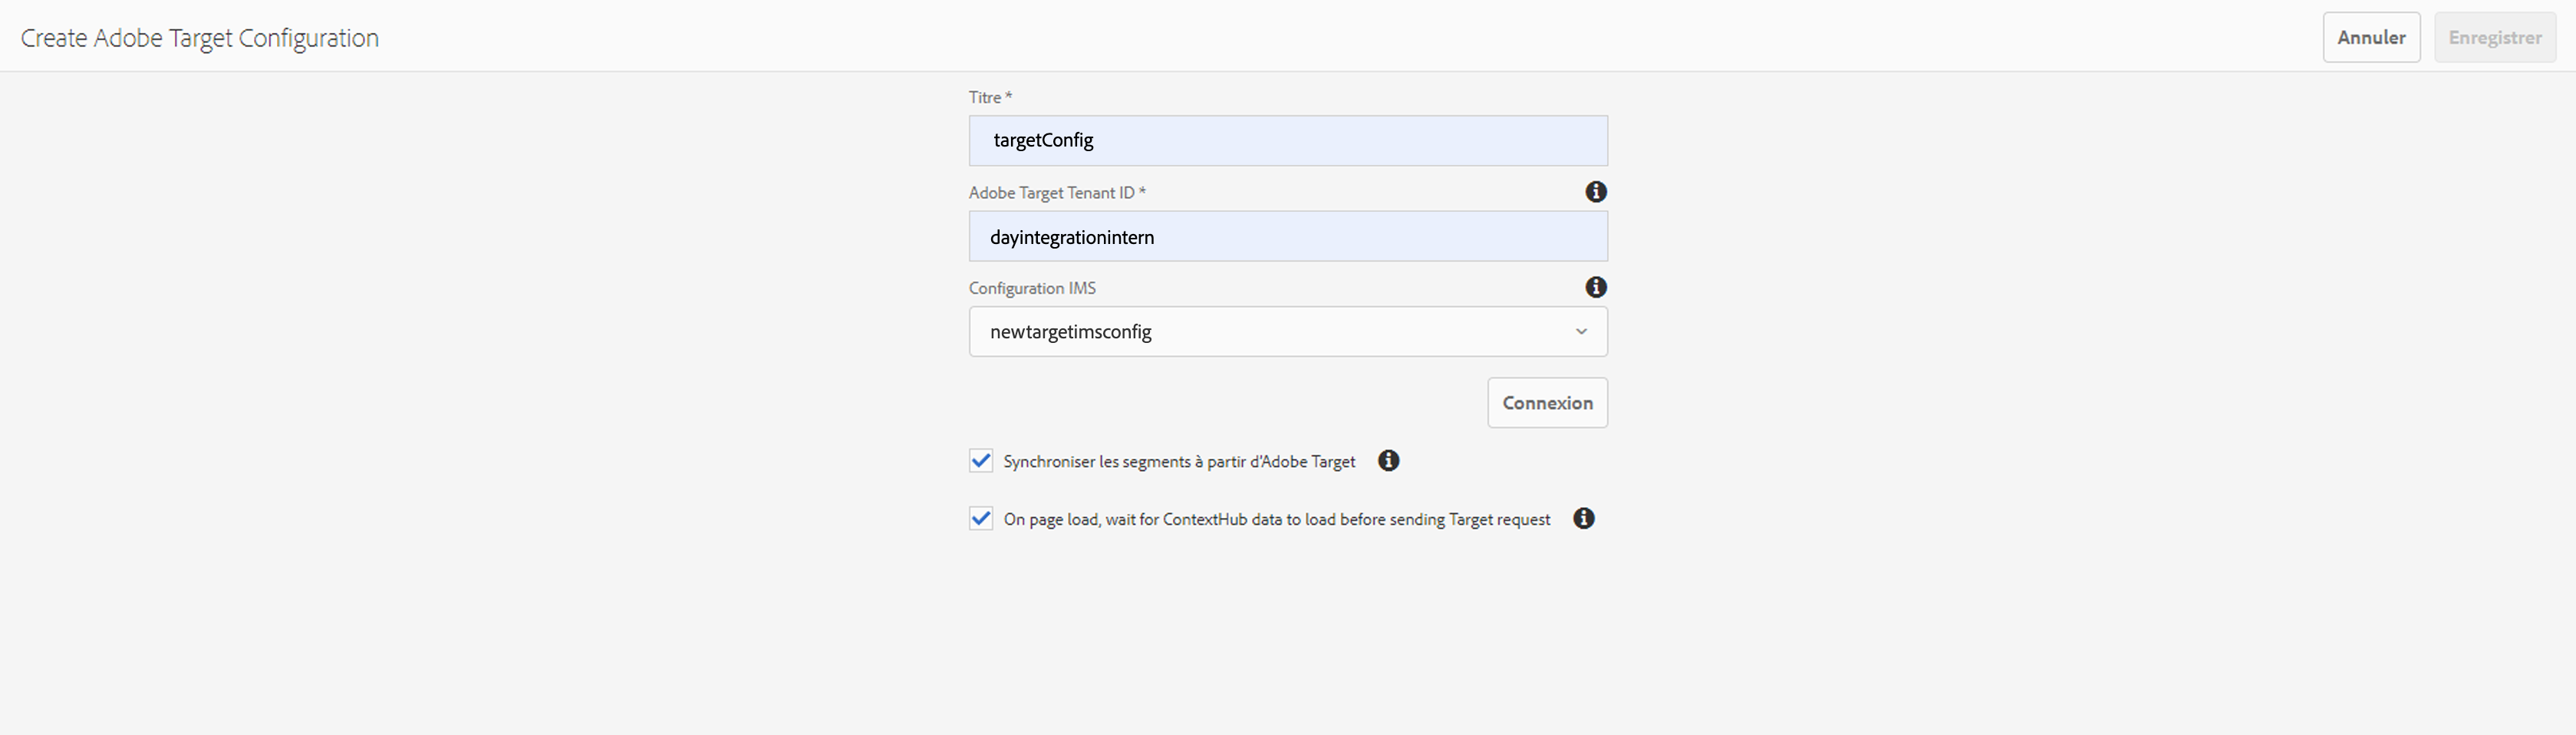 Create Adobe Target Configuration
Annuler
Enregistrer
Titre *
targetConfig
Adobe Target Tenant ID *
dayintegrationintern
Configuration IMS
newtargetimsconfig
Connexion
Synchroniser les segments à partir d'Adobe Target
On page load, wait for ContextHub data to load before sending Target request